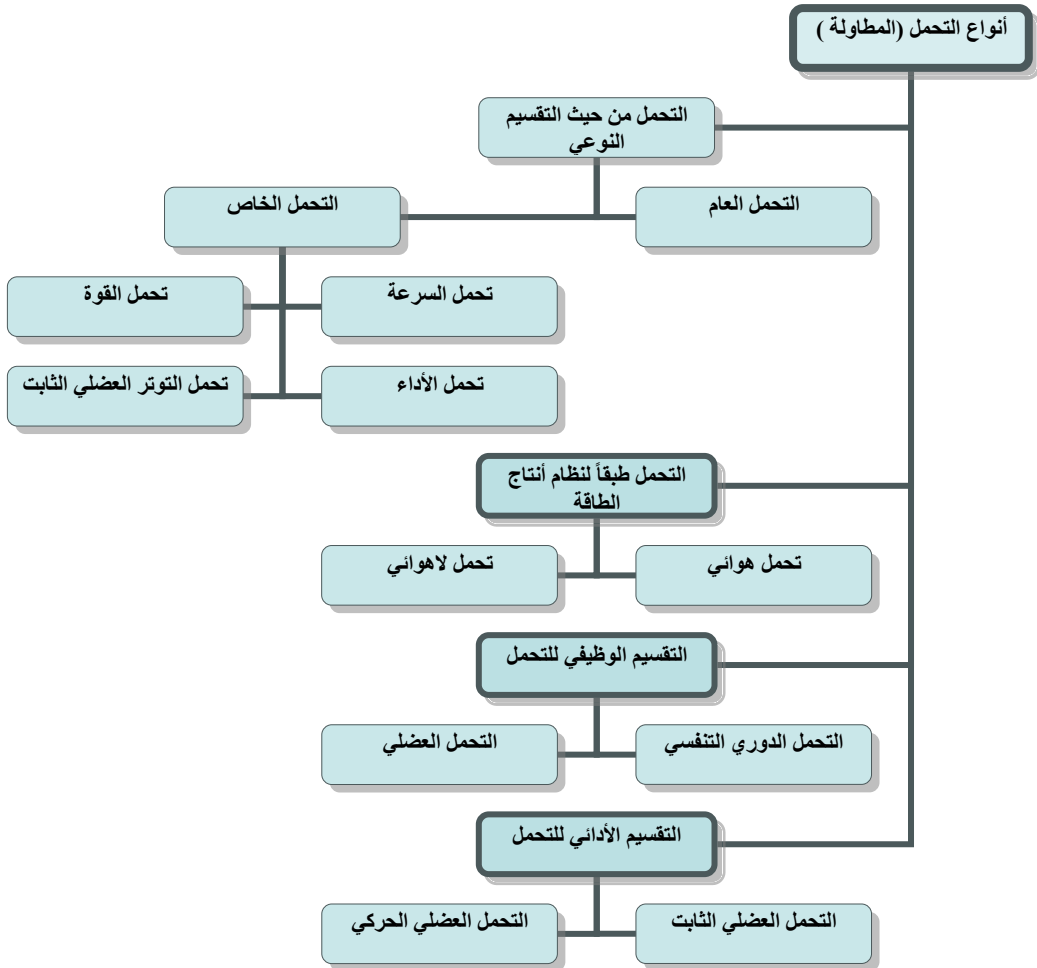 أنواع التحمل (المطاولة )
التحمل من حيث التقسيم
النوعي
التحمل العام
التحمل الخاص
تحمل السرعة
تحمل القوة
تحمل الأداء
تحمل التوتر العضلي الثابت
التحمل طبقاً لنظام أنتاج
الطاقة
تحمل هوائي
تحمل لاهوائي
التقسيم الوظيفي للتحمل
التحمل الدوري التنفسي
التحمل العضلي
التقسيم الأدائي للتحمل
التحمل العضلي الثابت
التحمل العضلي الحركي